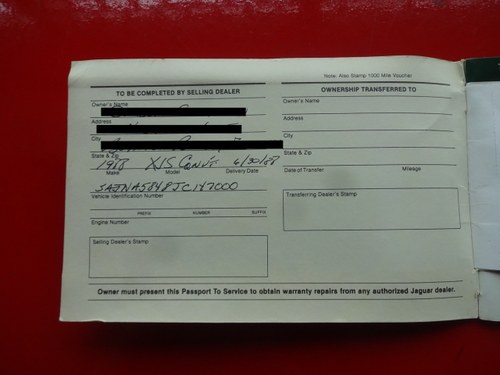 Note: Also Stamp 1000 Mile Voucher
TO BE COMPLETED BY SELLING DEALER
Owner's Name
Address
City
State & Zip
1988 XJS Conv't 6/30/88
Make Model Delivery Date
SAJNA5848JC147000
Vehicle Identification Number
PREFIX NUMBER SUFFIX
Engine Number
Selling Dealer's Stamp
OWNERSHIP TRANSFERRED TO
Owner's Name
Address
City
State & Zip
Date of Transfer Mileage
Transferring Dealer's Stamp
Owner must present this Passport To Service to obtain warranty repairs from any authorized Jaguar dealer.